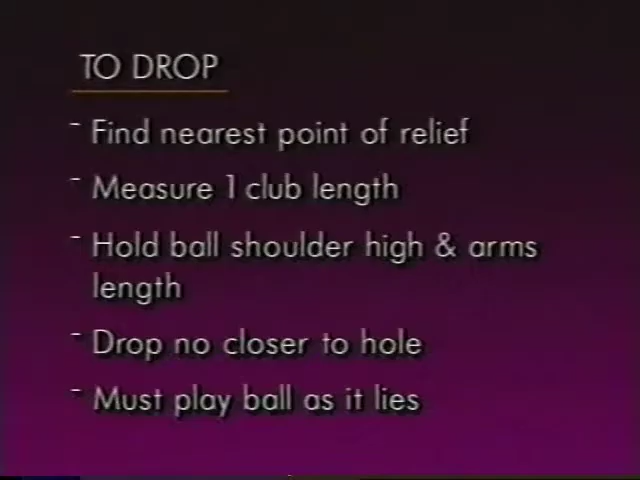 TO DROP
- Find nearest point of relief
- Measure 1 club length
- Hold ball shoulder high & arms
length
- Drop no closer to hole
- Must play ball as it lies